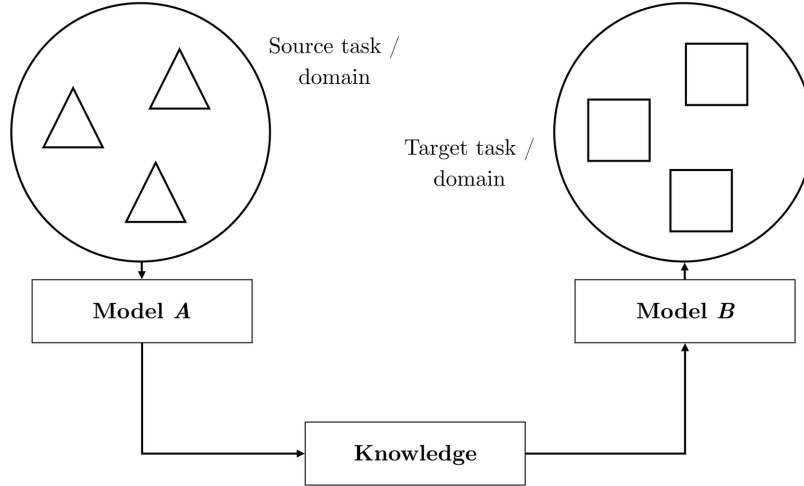 Source task /
domain
Target task /
domain
Model A
Model B
Knowledge